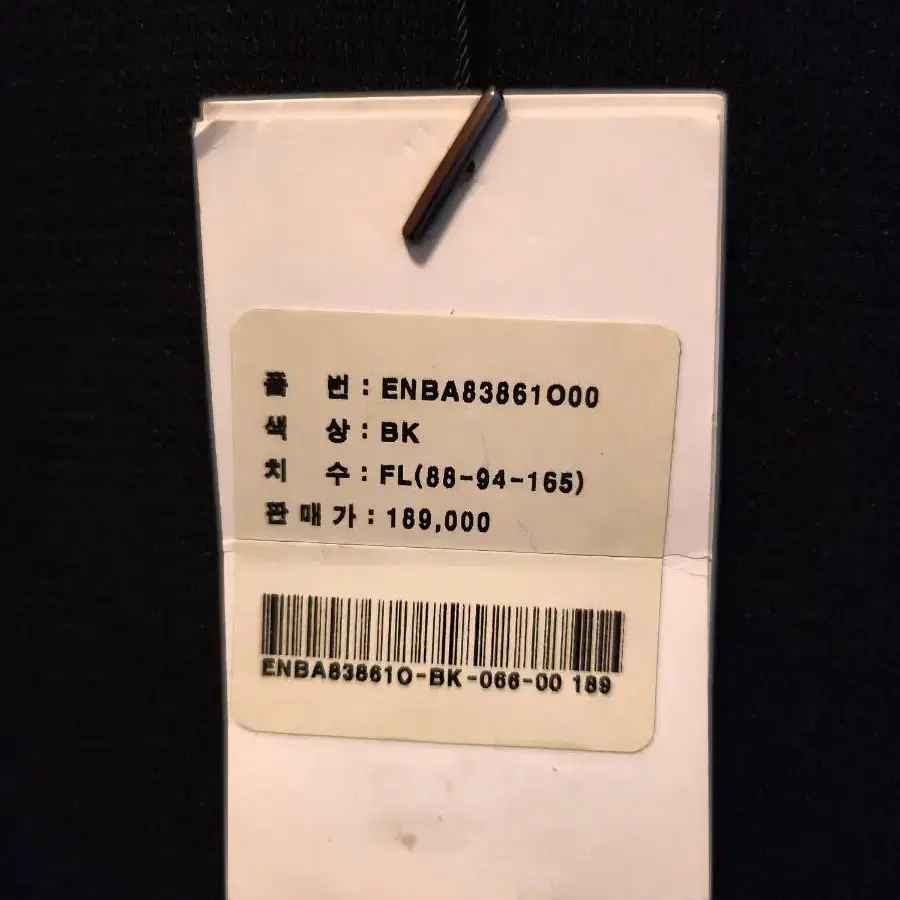 품 번 : ENBA83861O00
색 상 : BK
치 수 : FL(88-94-165)
판매가 : 189,000
ENBA83861O-BK-066-00 189